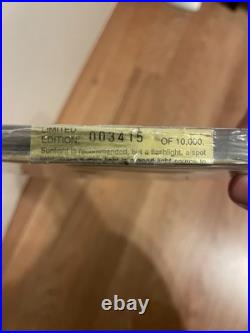 LIMITED
EDITION: 003415 OF 10,000.
Sunlight is recommended, but a flashlight, a spot